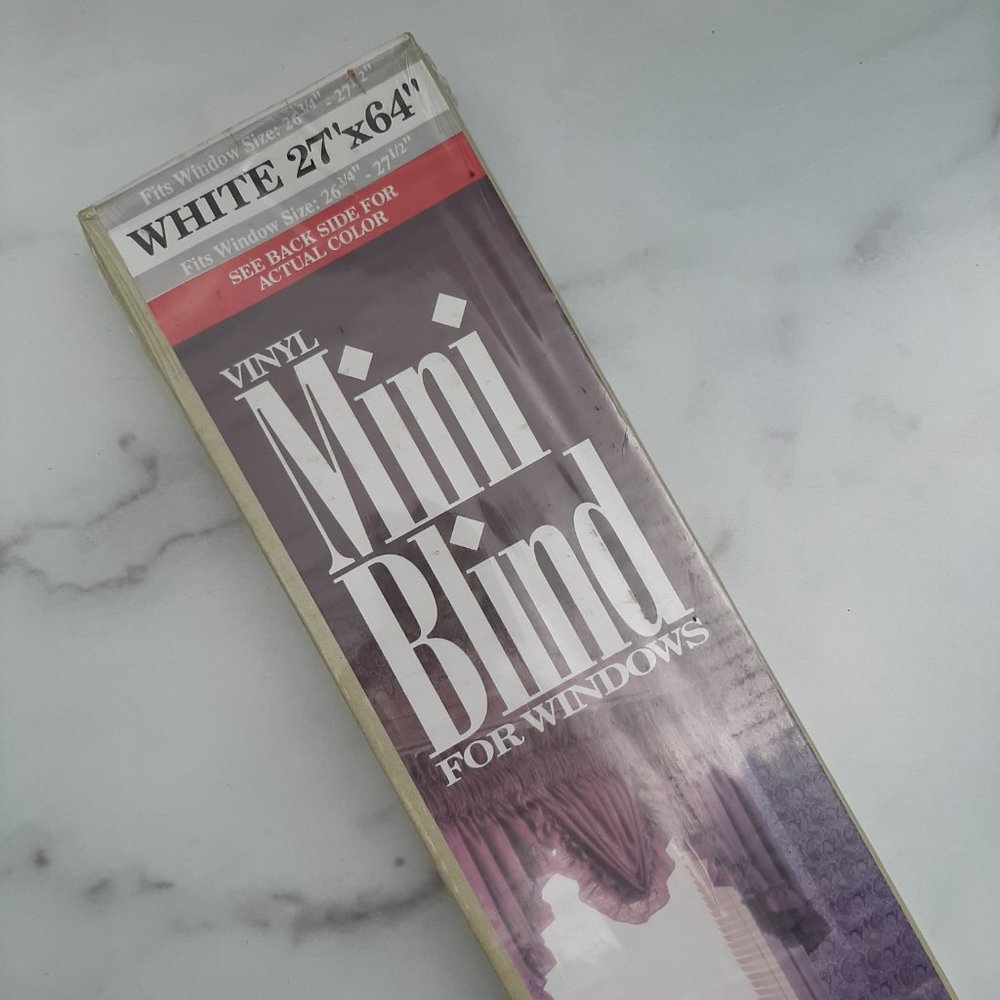 Fits Window Size: 26 3/4" - 27 1/2"
WHITE 27"x64"
Fits Window Size: 26 3/4" - 27 1/2"
SEE BACK SIDE FOR
ACTUAL COLOR
VINYL
Mini
Blind
FOR WINDOWS